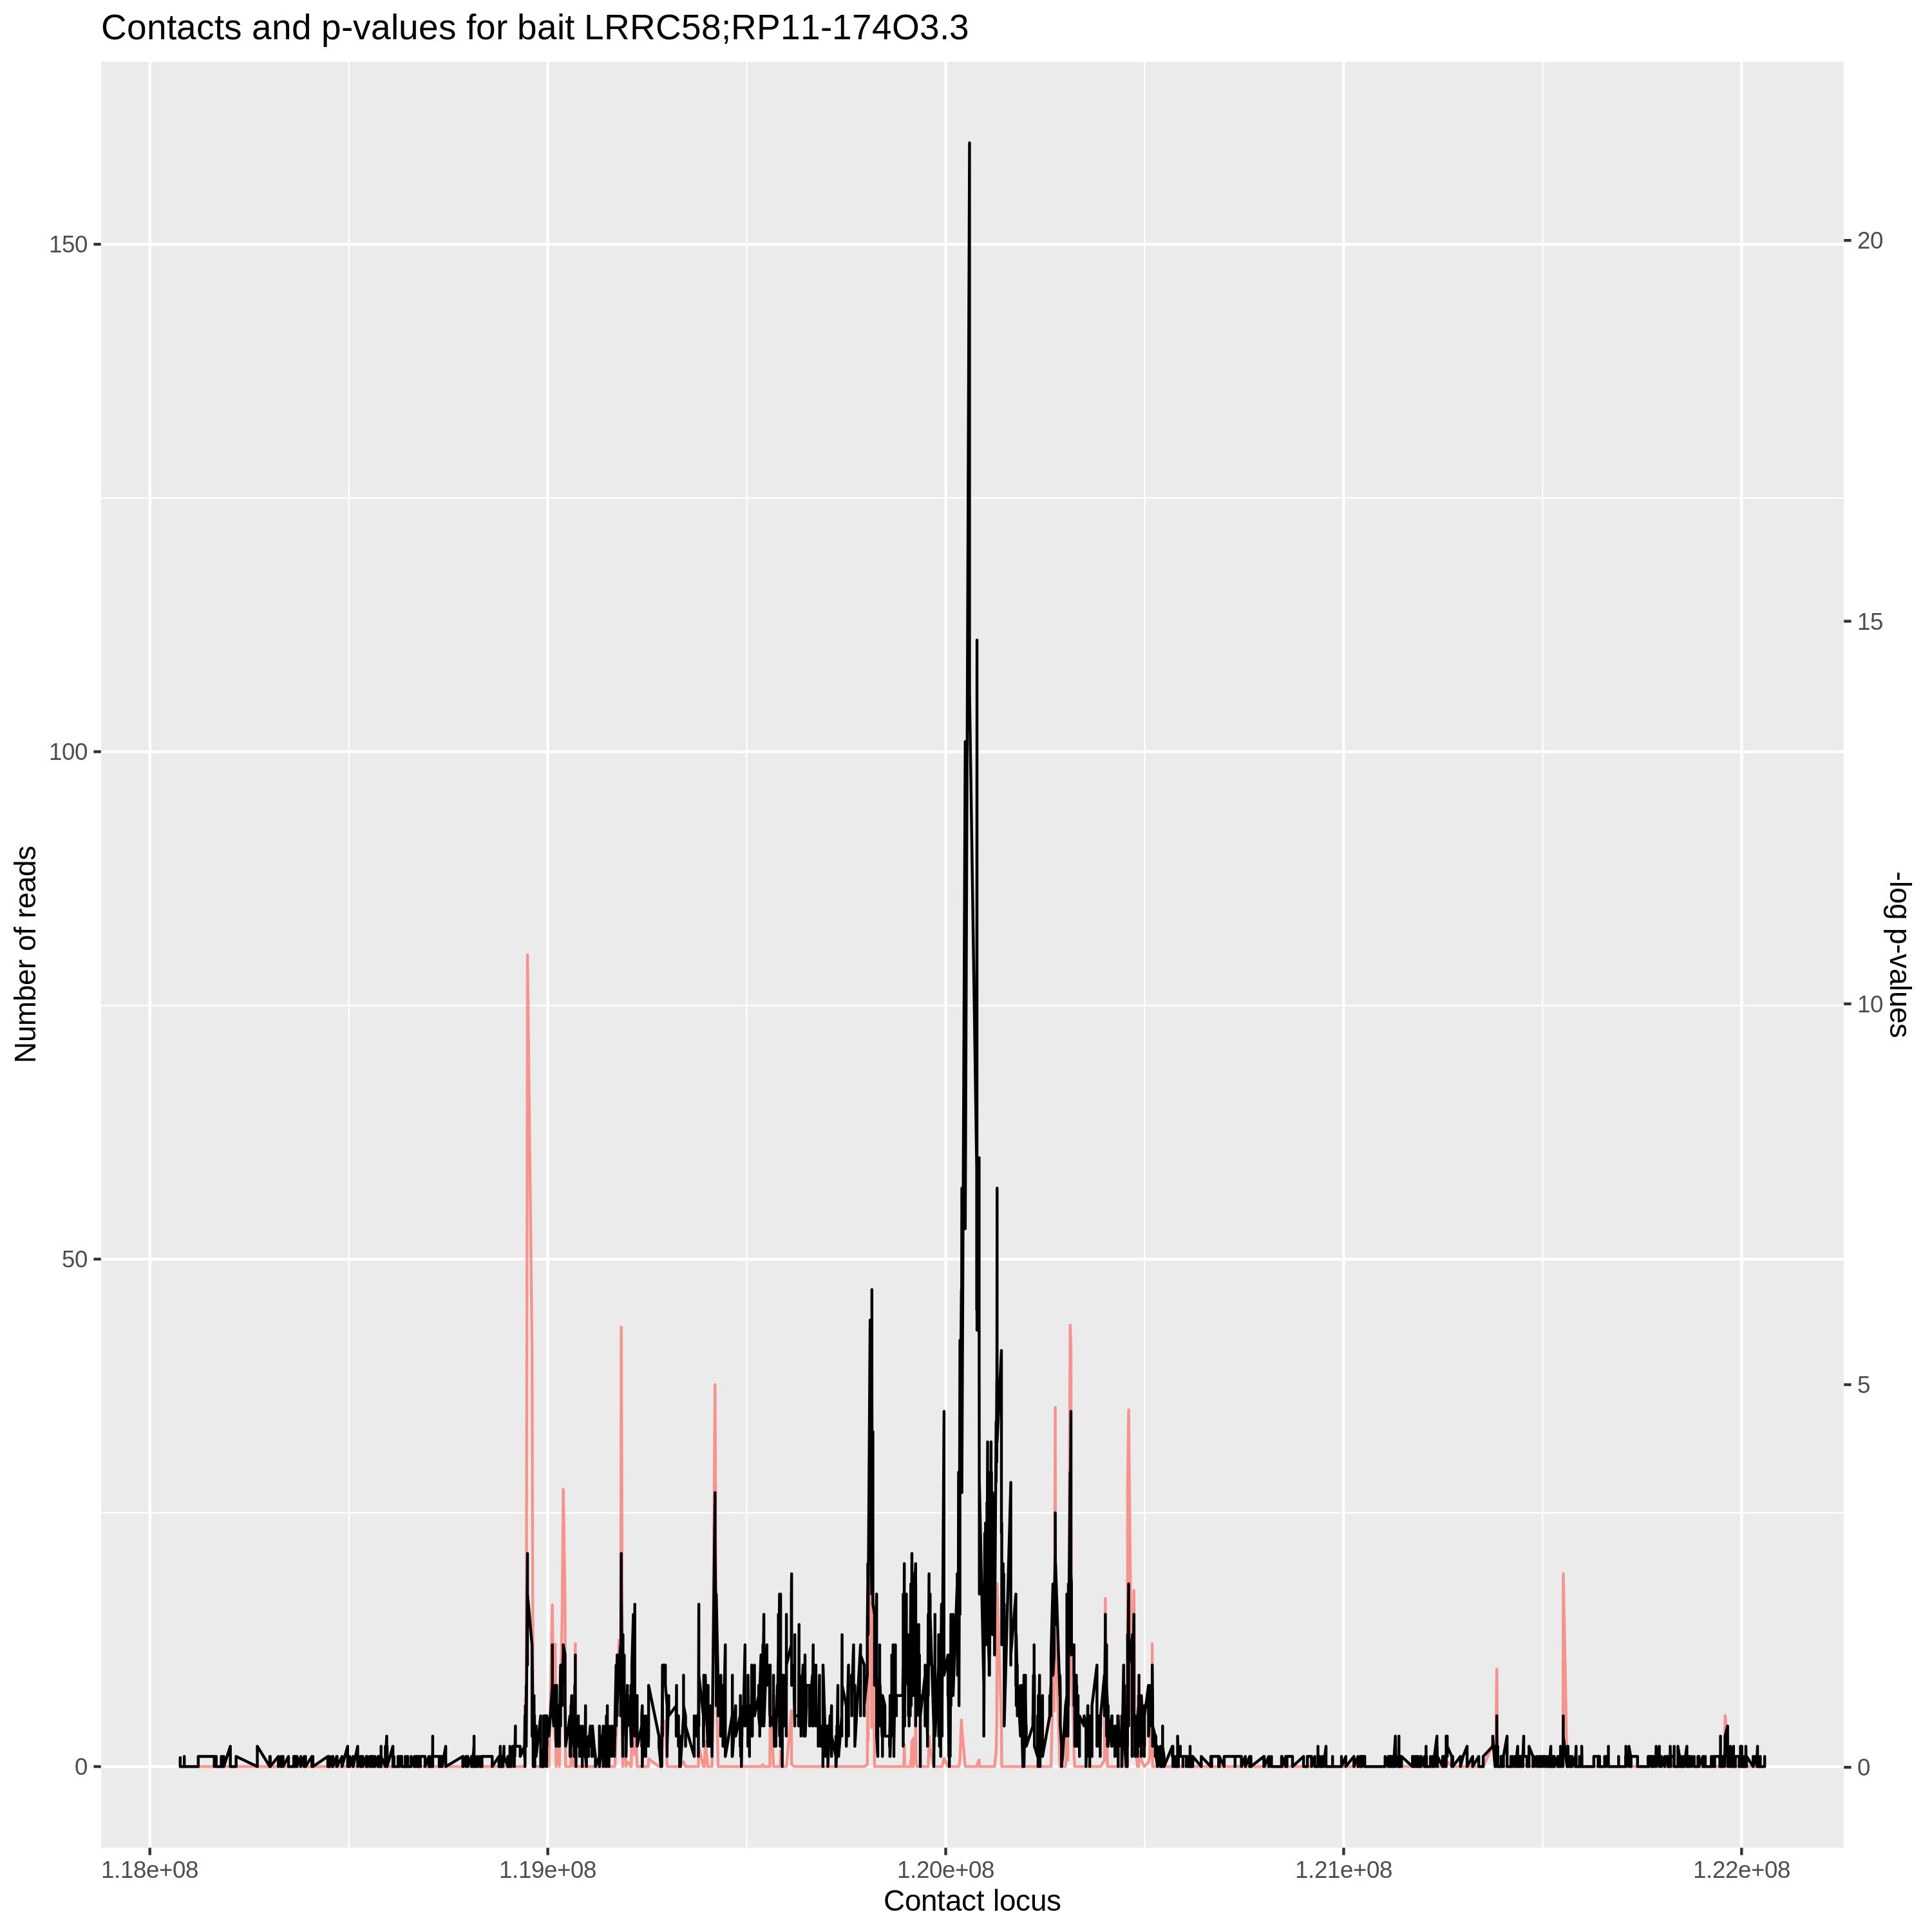 Contacts and p-values for bait LRRC58;RP11-174O3.3
150
100
50
0
Number of reads
20
15
10
5
0
-log p-values
1.18e+08
1.19e+08
1.20e+08
1.21e+08
1.22e+08
Contact locus